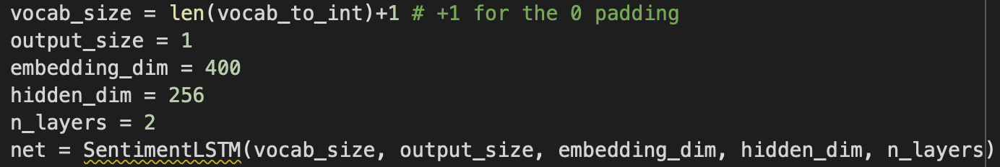 vocab_size = len(vocab_to_int)+1 # +1 for the 0 padding
output_size = 1
embedding_dim = 400
hidden_dim = 256
n_layers = 2
net = SentimentLSTM(vocab_size, output_size, embedding_dim, hidden_dim, n_layers)